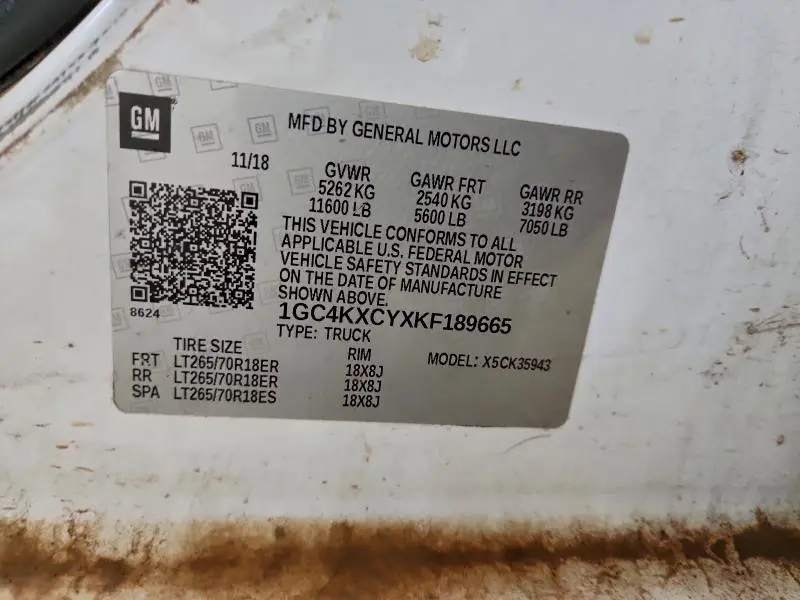 GM
MFD BY GENERAL MOTORS LLC
11/18
GVWR GAWR FRT GAWR RR
5262 KG 2540 KG 3198 KG
11600 LB 5600 LB 7050 LB
THIS VEHICLE CONFORMS TO ALL
APPLICABLE U.S. FEDERAL MOTOR
VEHICLE SAFETY STANDARDS IN EFFECT
ON THE DATE OF MANUFACTURE
SHOWN ABOVE.
8624
1GC4KXCYXKF189665
TYPE: TRUCK
TIRE SIZE RIM MODEL: X5CK35943
FRT LT265/70R18ER 18X8J
RR LT265/70R18ER 18X8J
SPA LT265/70R18ES 18X8J